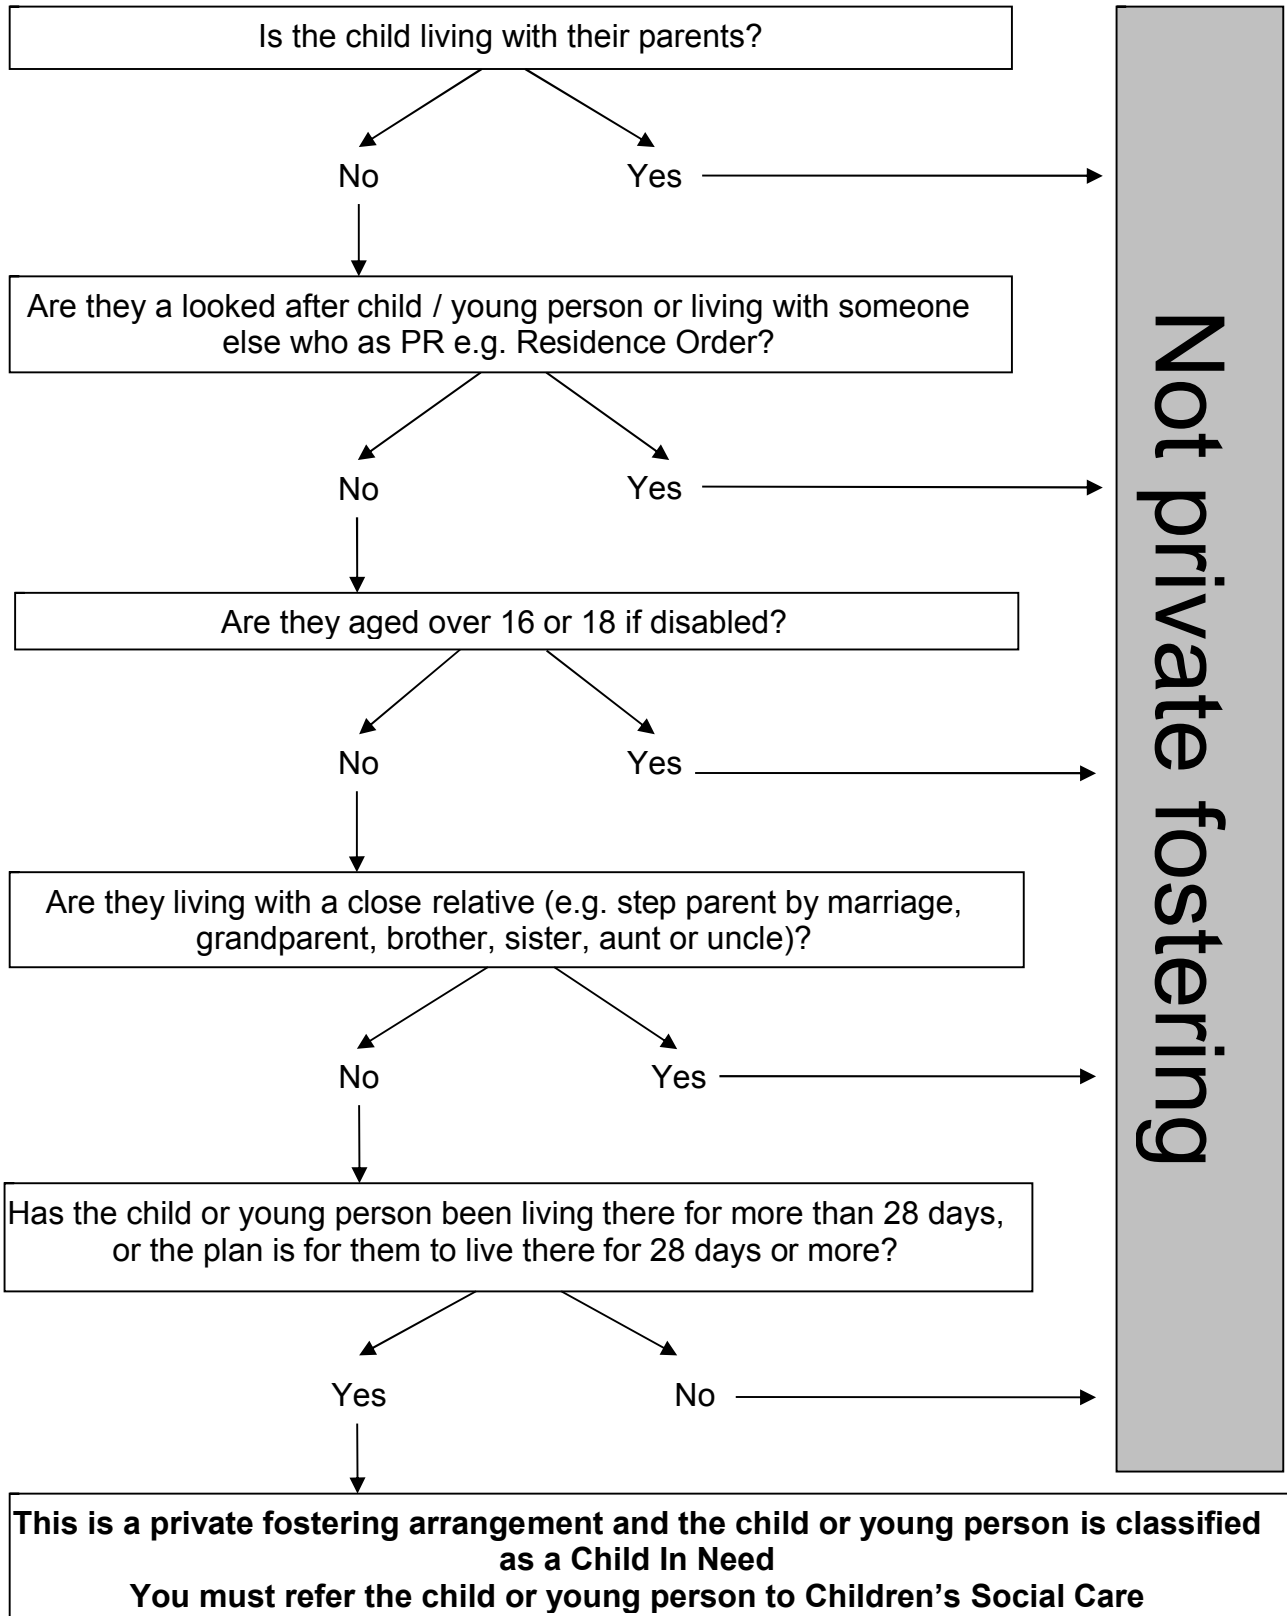 Is the child living with their parents?
No
Yes
Are they a looked after child / young person or living with someone
else who as PR e.g. Residence Order?
No
Yes
Are they aged over 16 or 18 if disabled?
No
Yes
Are they living with a close relative (e.g. step parent by marriage,
grandparent, brother, sister, aunt or uncle)?
No
Yes
Has the child or young person been living there for more than 28 days,
or the plan is for them to live there for 28 days or more?
Yes
No
Not private fostering
This is a private fostering arrangement and the child or young person is classified
as a Child In Need
You must refer the child or young person to Children’s Social Care